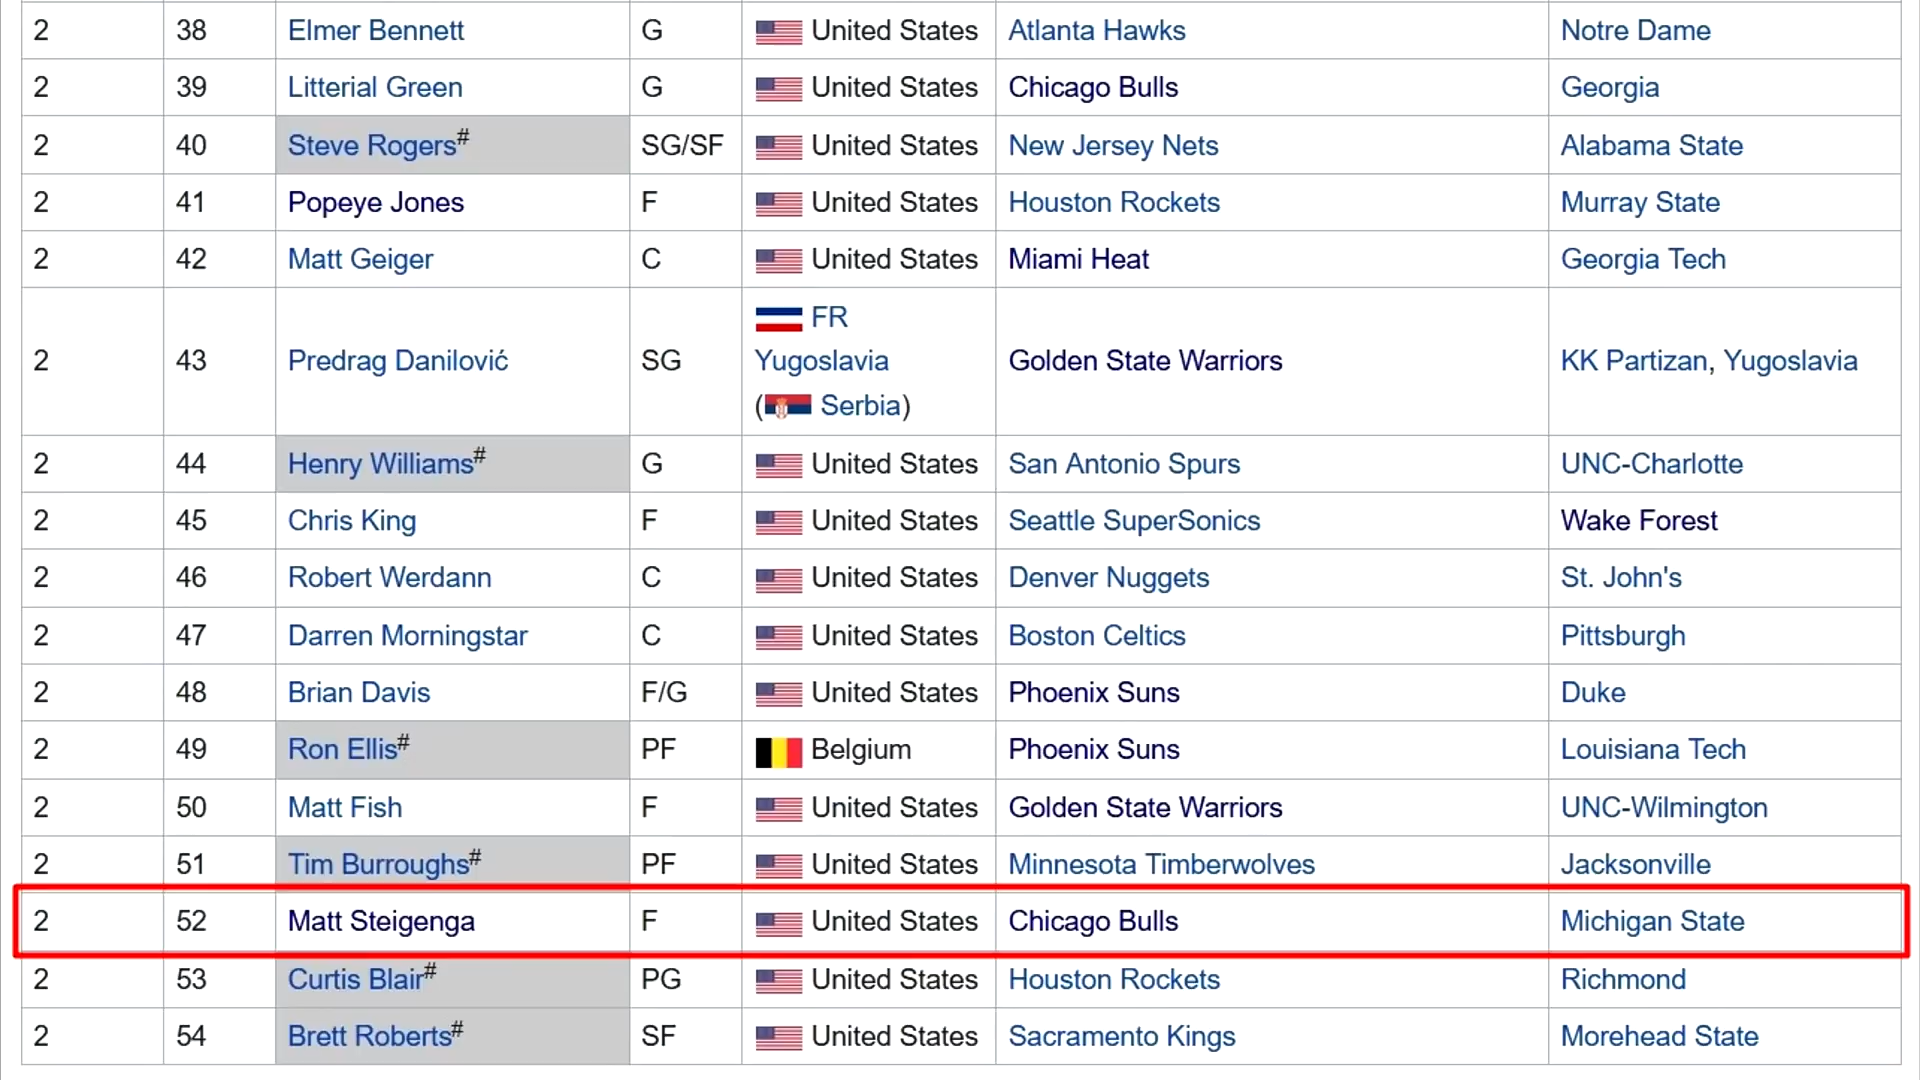 2 38 Elmer Bennett G United States Atlanta Hawks Notre Dame
2 39 Litterial Green G United States Chicago Bulls Georgia
2 40 Steve Rogers# SG/SF United States New Jersey Nets Alabama State
2 41 Popeye Jones F United States Houston Rockets Murray State
2 42 Matt Geiger C United States Miami Heat Georgia Tech
2 43 Predrag Danilović SG FR
Yugoslavia
(Serbia) Golden State Warriors KK Partizan, Yugoslavia
2 44 Henry Williams# G United States San Antonio Spurs UNC-Charlotte
2 45 Chris King F United States Seattle SuperSonics Wake Forest
2 46 Robert Werdann C United States Denver Nuggets St. John's
2 47 Darren Morningstar C United States Boston Celtics Pittsburgh
2 48 Brian Davis F/G United States Phoenix Suns Duke
2 49 Ron Ellis# PF Belgium Phoenix Suns Louisiana Tech
2 50 Matt Fish F United States Golden State Warriors UNC-Wilmington
2 51 Tim Burroughs# PF United States Minnesota Timberwolves Jacksonville
2 52 Matt Steigenga F United States Chicago Bulls Michigan State
2 53 Curtis Blair# PG United States Houston Rockets Richmond
2 54 Brett Roberts# SF United States Sacramento Kings Morehead State